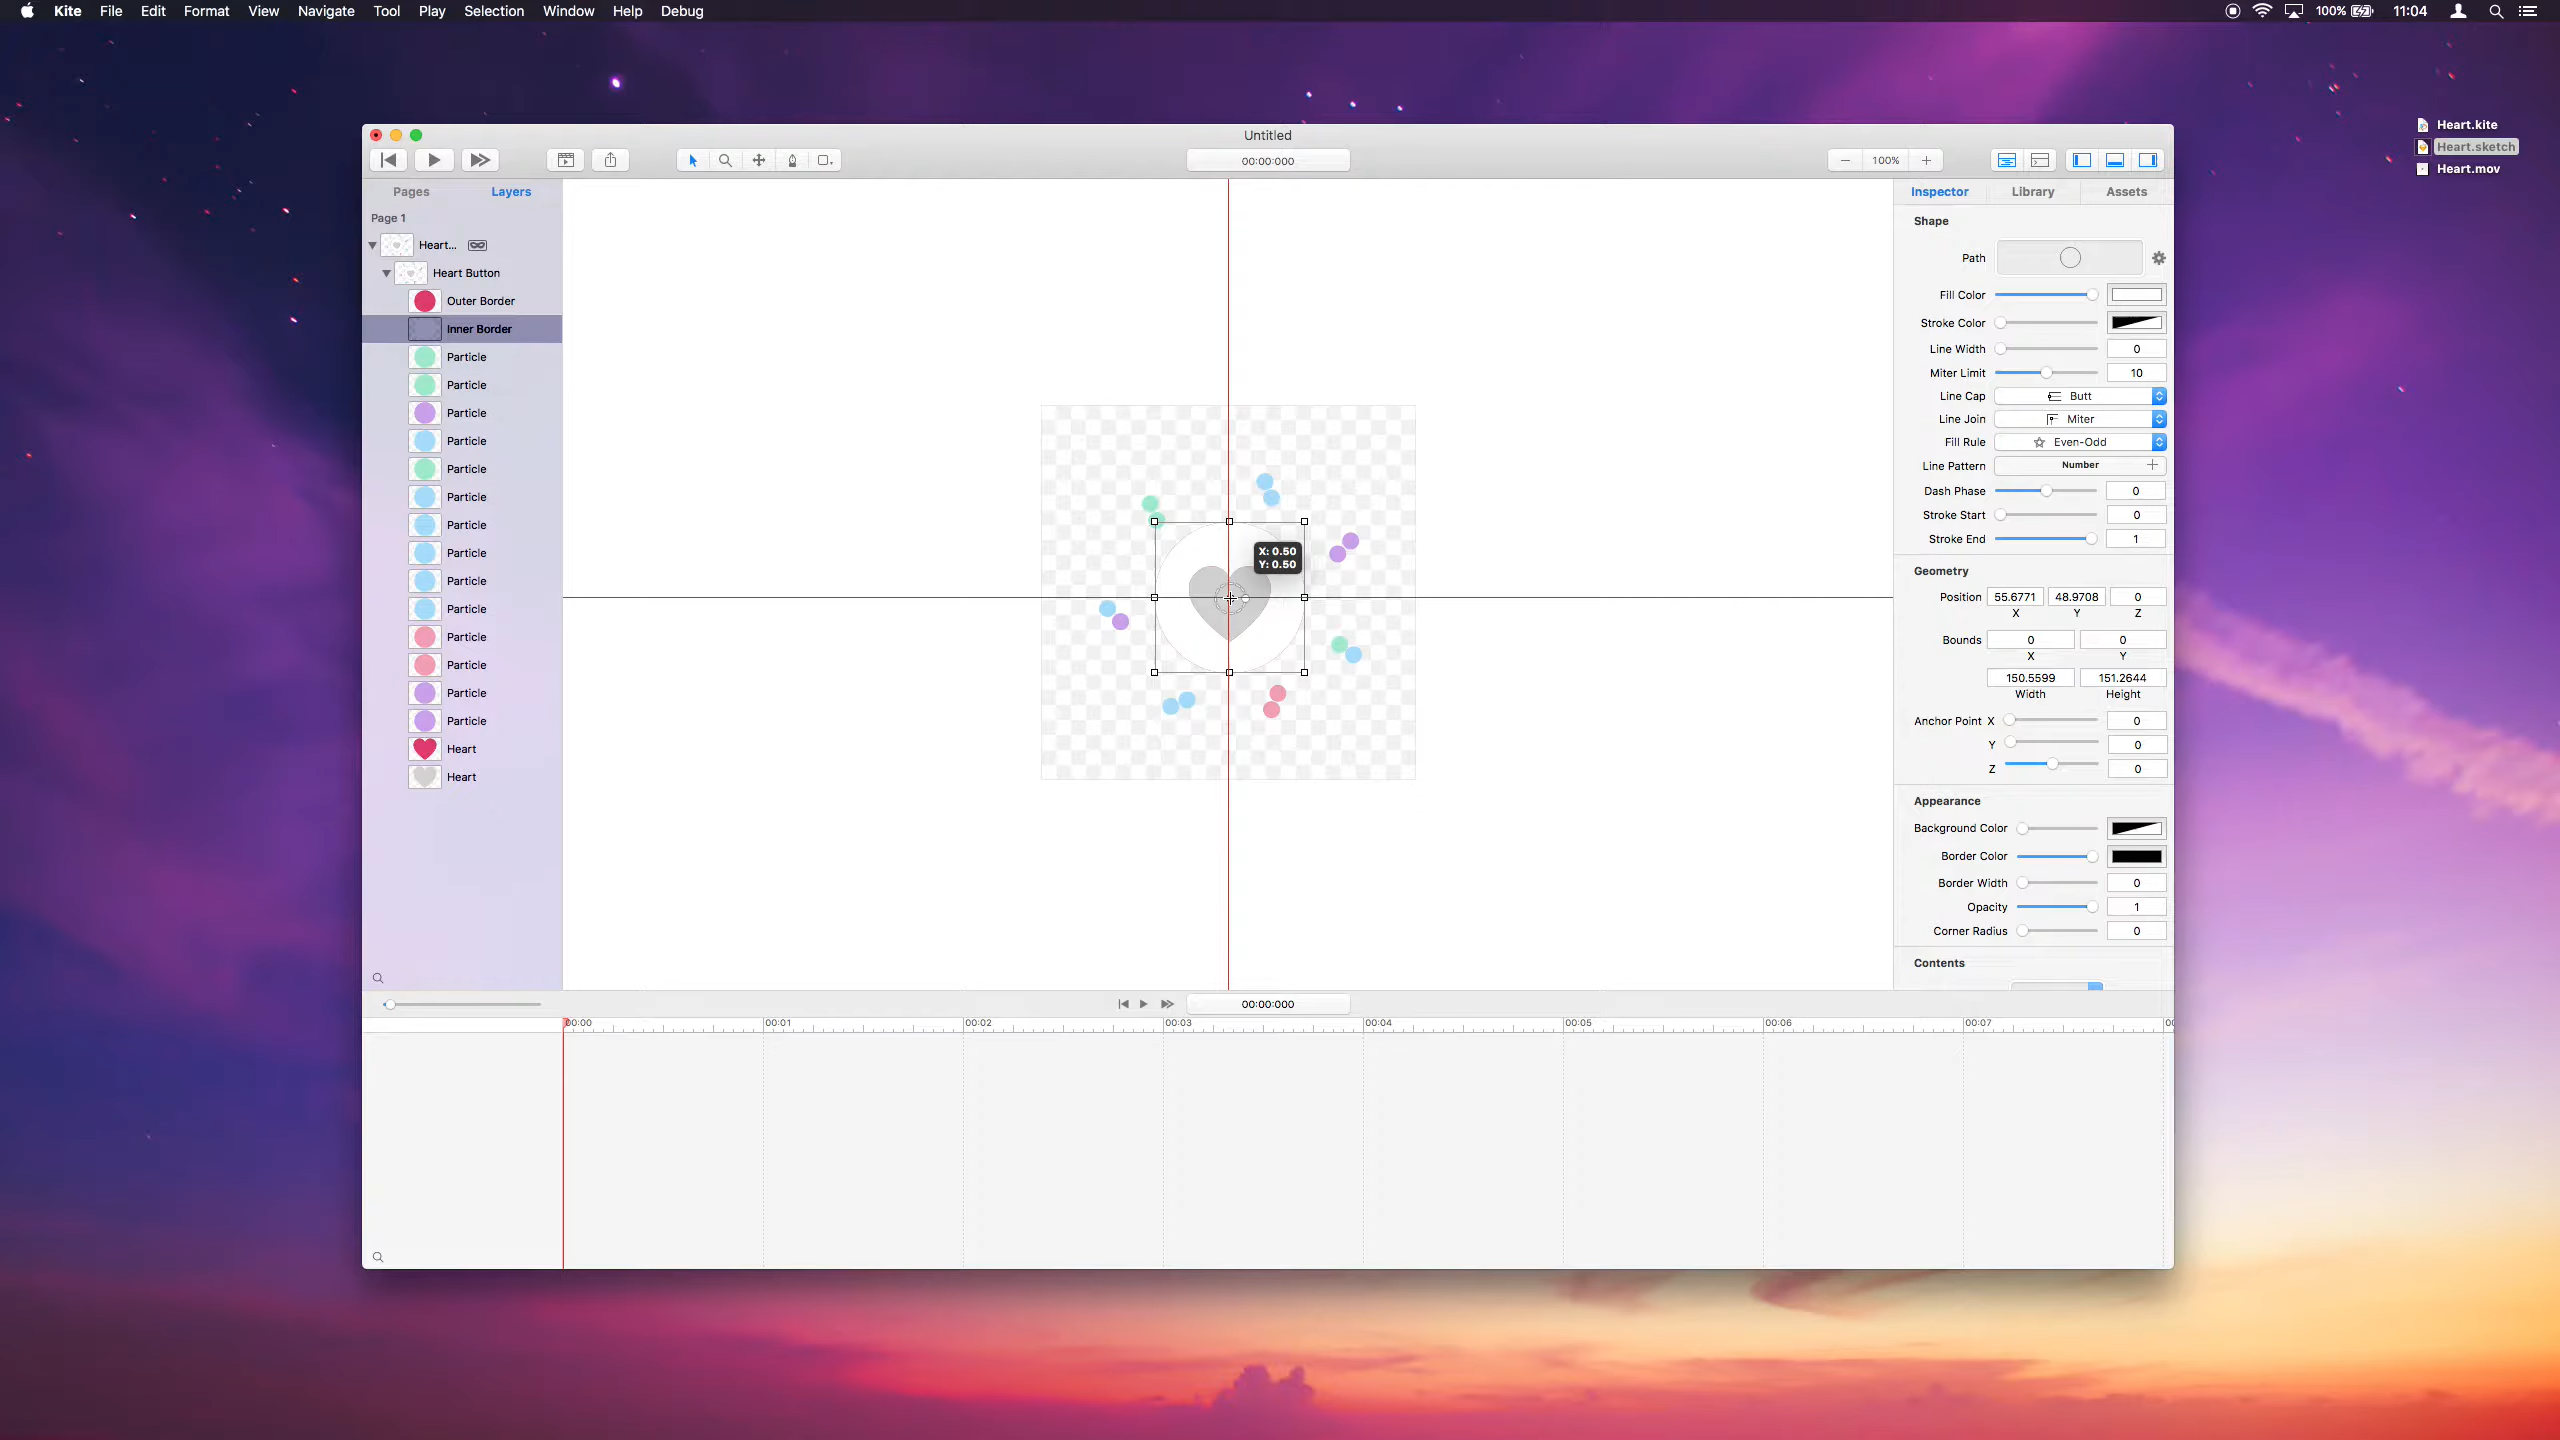 Kite File Edit Format View Navigate Tool Play Selection Window Help Debug
100% 11:04
Heart.kite
Heart.sketch
Heart.mov
Untitled
00:00:000
100%
Pages Layers
Page 1
Heart...
Heart Button
Outer Border
Inner Border
Particle
Particle
Particle
Particle
Particle
Particle
Particle
Particle
Particle
Particle
Particle
Particle
Particle
Particle
Heart
Heart
X: 0.50
Y: 0.50
Inspector Library Assets
Shape
Path
Fill Color
Stroke Color
Line Width 0
Miter Limit 10
Line Cap Butt
Line Join Miter
Fill Rule Even-Odd
Line Pattern Number
Dash Phase 0
Stroke Start 0
Stroke End 1
Geometry
Position 55.6771 48.9708 0
X Y Z
Bounds 0 0
X Y
150.5599 151.2644
Width Height
Anchor Point X 0
Y 0
Z 0
Appearance
Background Color
Border Color
Border Width 0
Opacity 1
Corner Radius 0
Contents
00:00:000
00:00 00:01 00:02 00:03 00:04 00:05 00:06 00:07